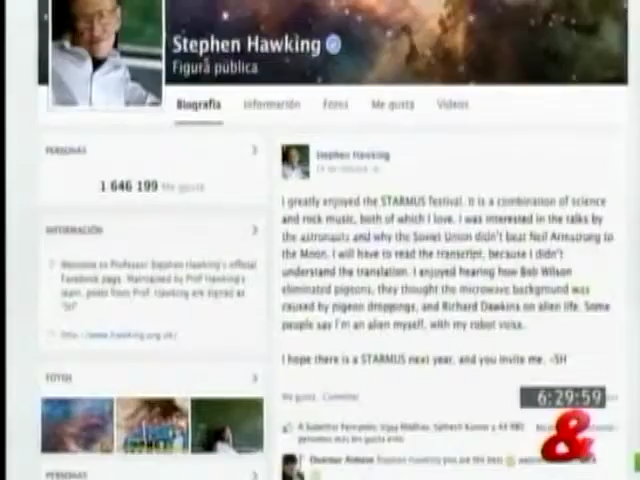 Stephen Hawking
Figura pública
Biografía Información Fotos Me gusta Videos
PERSONAS
1 646 199 Me gusta
INFORMACIÓN
Welcome to Professor Stephen Hawking's official
Facebook page. Maintained by Prof Hawking's
team, posts from Prof. Hawking are signed as
"SH"
http://www.hawking.org.uk/
FOTOS
PERSONAS
Stephen Hawking
I greatly enjoyed the STARMUS festival. It is a combination of science
and rock music, both of which I love. I was interested in the talks by
the astronauts and why the Soviet Union didn't beat Neil Armstrong to
the Moon. I will have to read the transcript, because I didn't
understand the translation. I enjoyed hearing how Bob Wilson
eliminated pigeons, they thought the microwave background was
caused by pigeon droppings, and Richard Dawkins on alien life. Some
people say I'm an alien myself, with my robot voice.
I hope there is a STARMUS next year, and you invite me. -SH
Me gusta · Comentar
6:29:59
&